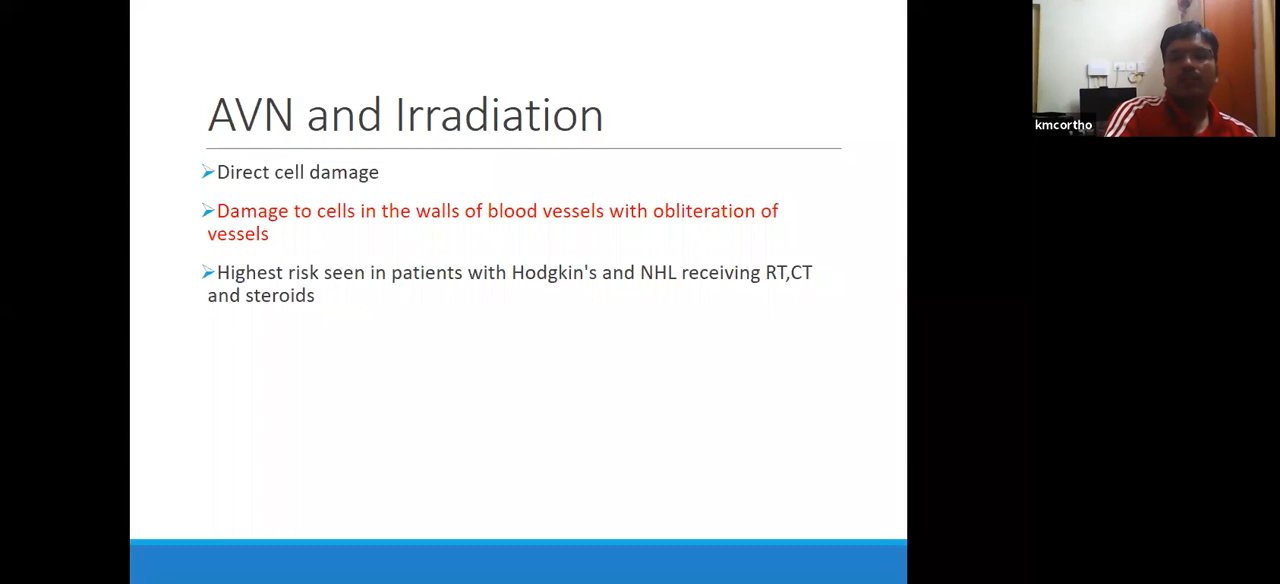 AVN and Irradiation
Direct cell damage
Damage to cells in the walls of blood vessels with obliteration of
vessels
Highest risk seen in patients with Hodgkin's and NHL receiving RT,CT
and steroids
kmcortho